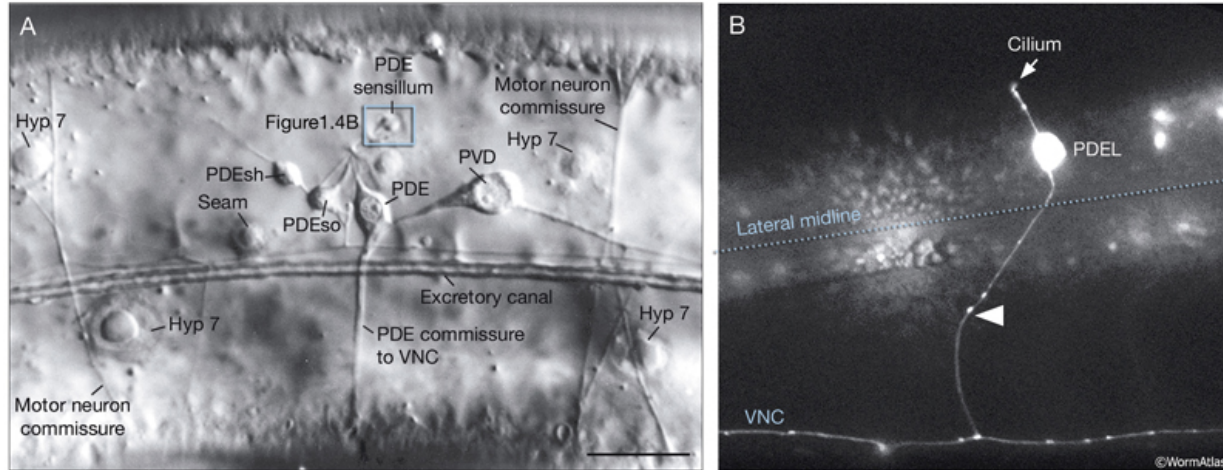 A
PDE
sensillum
Motor neuron
commissure
Hyp 7
Figure1.4B
Hyp 7
PDEsh
PVD
PDE
Seam
PDEso
Excretory canal
Hyp 7
Hyp 7
PDE commissure
to VNC
Motor neuron
commissure
B
Cilium
PDEL
Lateral midline
VNC
©WormAtlas